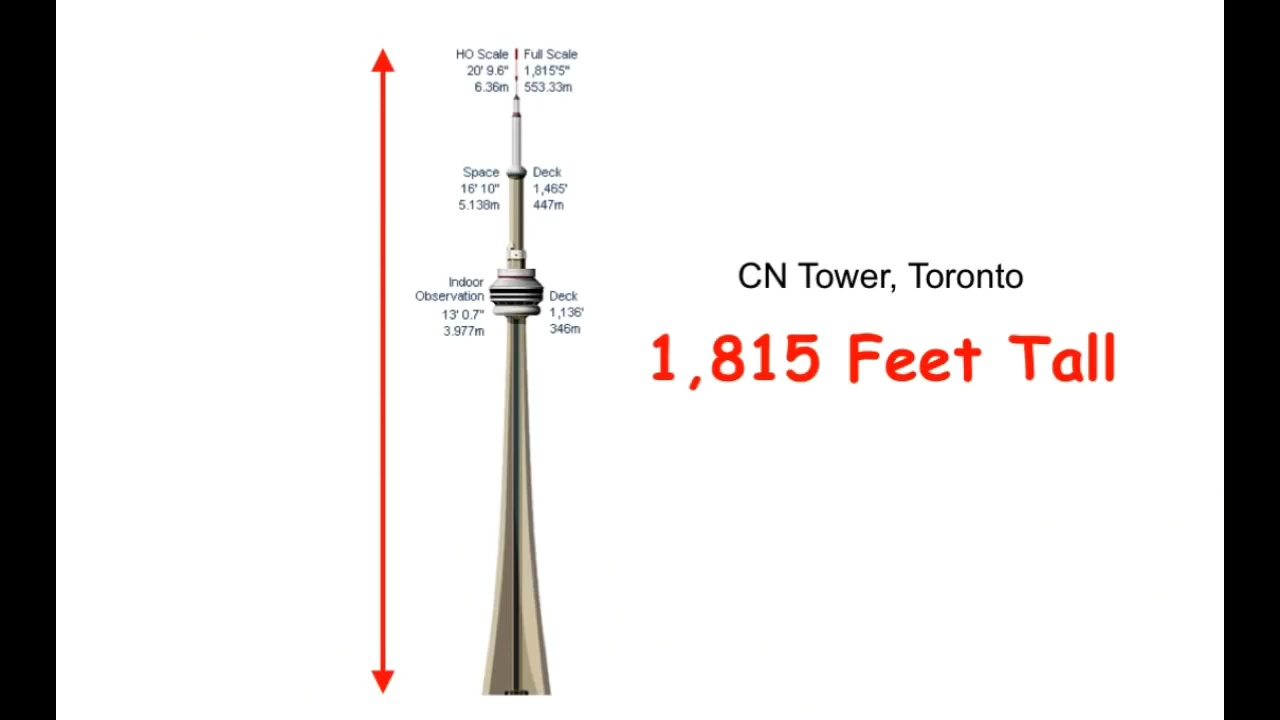 HO Scale Full Scale
20' 9.6" 1,815'5"
6.36m 553.33m
Space Deck
16' 10" 1,465'
5.138m 447m
Indoor
Observation Deck
13' 0.7" 1,136'
3.977m 346m
CN Tower, Toronto
1,815 Feet Tall